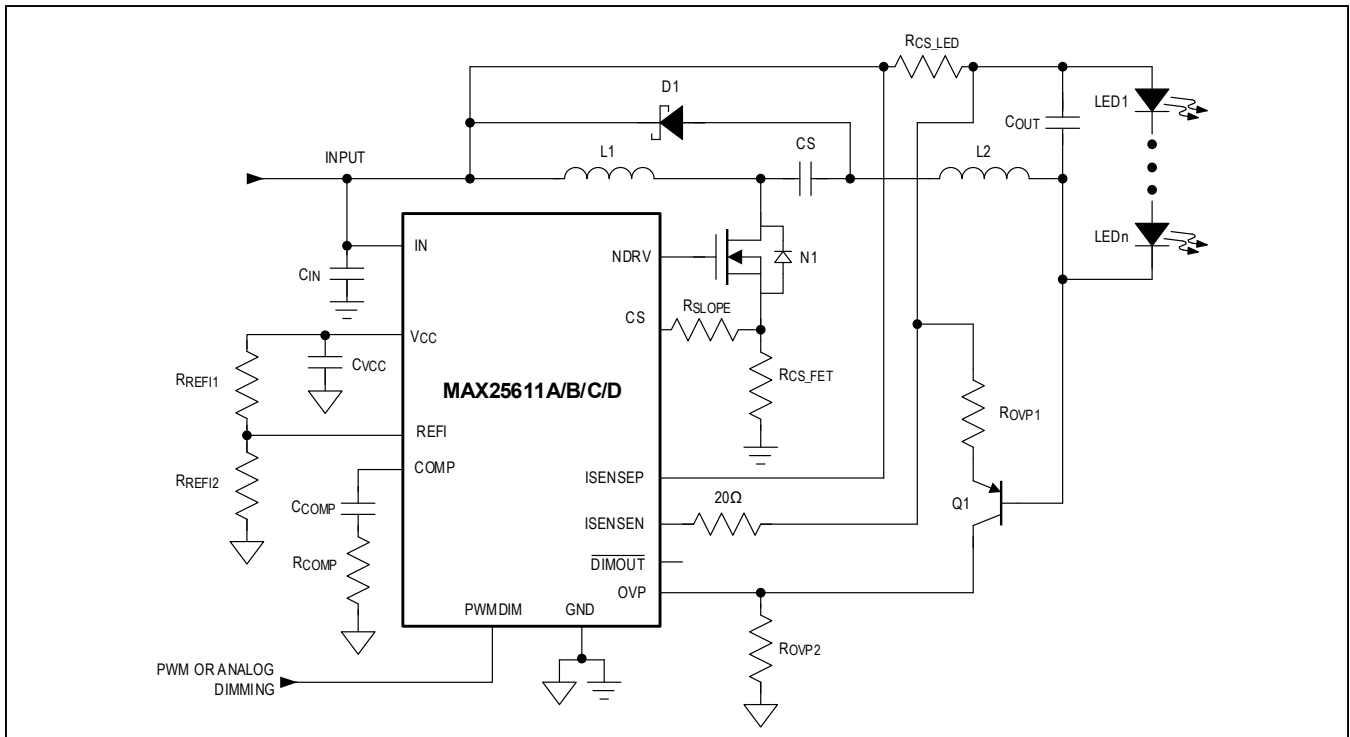 RCS_LED
D1
LED1
COUT
CS
L2
INPUT
L1
IN
NDRV
N1
LEDn
CIN
RSLOPE
CS
VCC
CVCC
RREFI1
MAX25611A/B/C/D
RCS_FET
ROVP1
REFI
COMP
RREFI2
ISENSEP
20Ω
Q1
CCOMP
ISENSEN
RCOMP
DIMOUT
OVP
PWMDIM
GND
ROVP2
PWM OR ANALOG
DIMMING